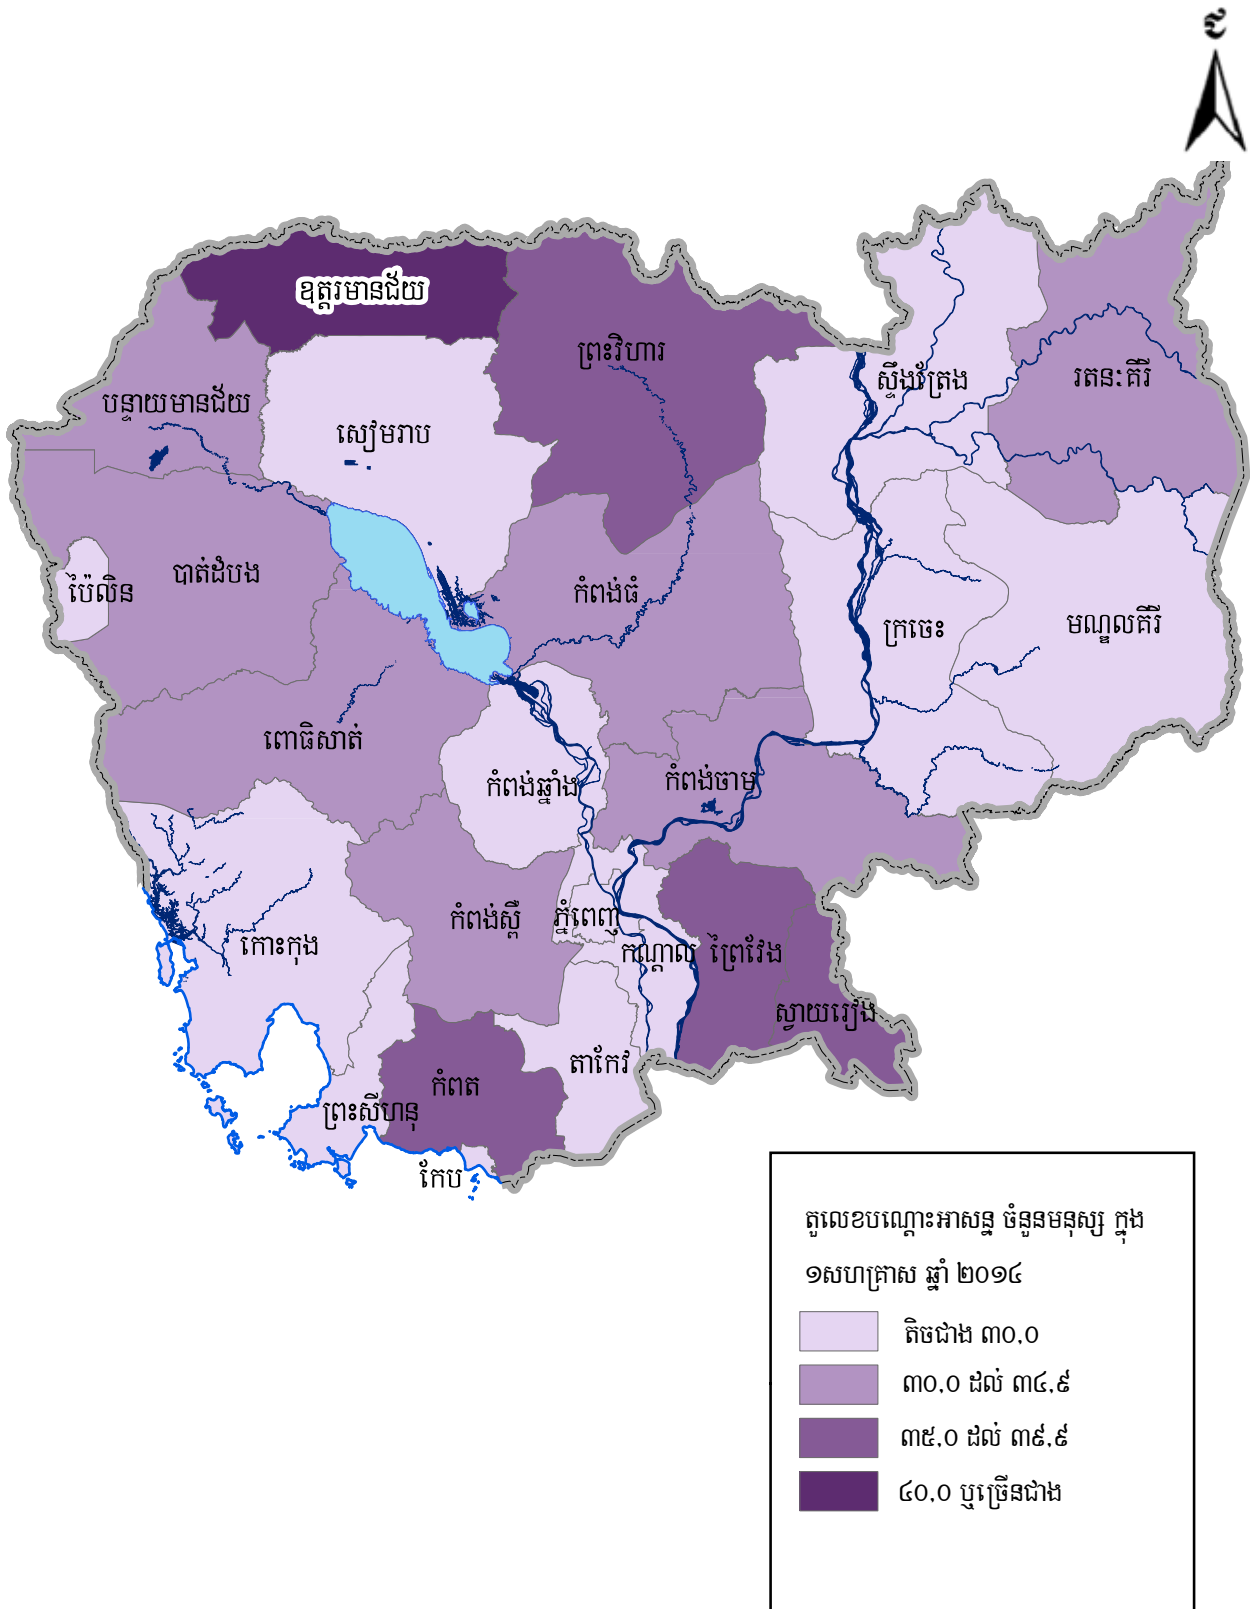 ជ
ឧត្តរមានជ័យ
ព្រះវិហារ
ស្ទឹងត្រែង
រតនៈគីរី
បន្ទាយមានជ័យ
សៀមរាប
បាត់ដំបង
ប៉ៃលិន
កំពង់ធំ
ក្រចេះ
មណ្ឌលគីរី
ពោធិសាត់
កំពង់ឆ្នាំង
កំពង់ចាម
កំពង់ស្ពឺ
ភ្នំពេញ
កណ្តាល
ព្រៃវែង
កោះកុង
ស្វាយរៀង
តាកែវ
កំពត
ព្រះសីហនុ
កែប
តួលេខបណ្តោះអាសន្ន ចំនួនមនុស្ស ក្នុង
១សហគ្រាស ឆ្នាំ ២០១៤
តិចជាង ៣០,០
៣០,០ ដល់ ៣៤,៩
៣៥,០ ដល់ ៣៩,៩
៤០,០ ឬច្រើនជាង